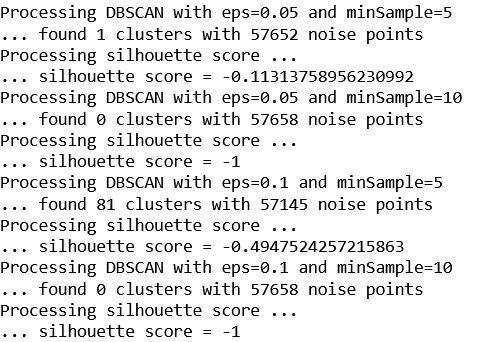 Processing DBSCAN with eps=0.05 and minSample=5
... found 1 clusters with 57652 noise points
Processing silhouette score ...
... silhouette score = -0.11313758956230992
Processing DBSCAN with eps=0.05 and minSample=10
... found 0 clusters with 57658 noise points
Processing silhouette score ...
... silhouette score = -1
Processing DBSCAN with eps=0.1 and minSample=5
... found 81 clusters with 57145 noise points
Processing silhouette score ...
... silhouette score = -0.4947524257215863
Processing DBSCAN with eps=0.1 and minSample=10
... found 0 clusters with 57658 noise points
Processing silhouette score ...
... silhouette score = -1